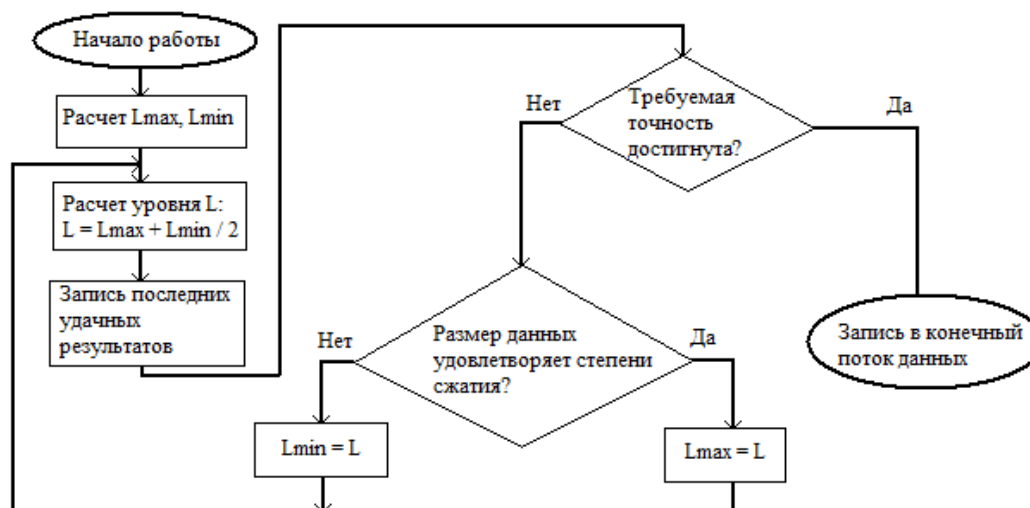 Начало работы
Расчет Lmax, Lmin
Расчет уровня L:
L = Lmax + Lmin / 2
Запись последних
удачных
результатов
Требуемая
точность
достигнута?
Нет
Да
Размер данных
удовлетворяет степени
сжатия?
Нет
Да
Lmin = L
Lmax = L
Запись в конечный
поток данных